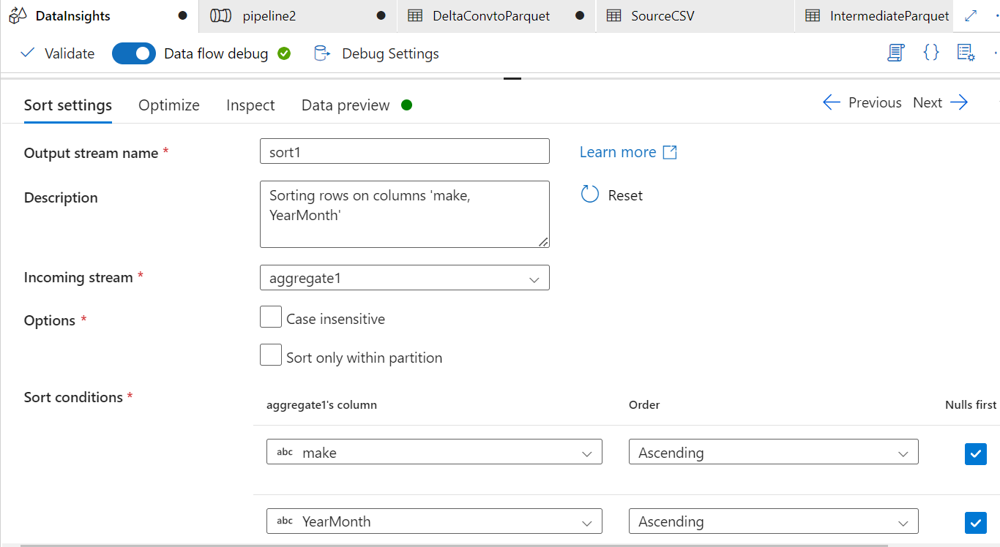 DataInsights
pipeline2
DeltaConvtoParquet
SourceCSV
IntermediateParquet
Validate
Data flow debug
Debug Settings
Sort settings
Optimize
Inspect
Data preview
Previous
Next
Output stream name *
sort1
Learn more
Description
Sorting rows on columns 'make,
YearMonth'
Reset
Incoming stream *
aggregate1
Options *
Case insensitive
Sort only within partition
Sort conditions *
aggregate1's column
Order
Nulls first
abc make
Ascending
abc YearMonth
Ascending